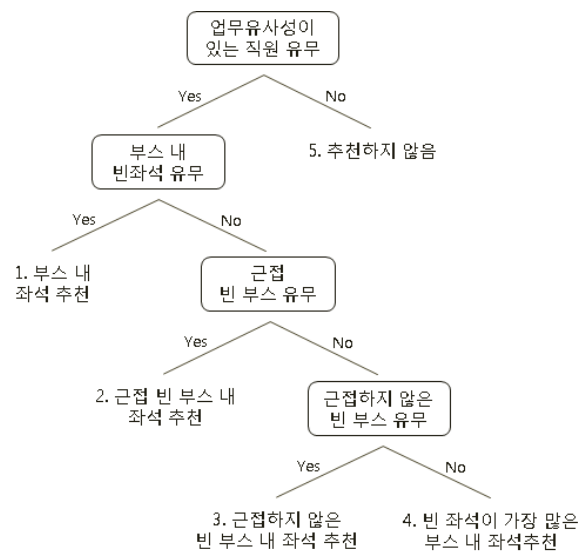 업무유사성이
있는 직원 유무
Yes
No
부스 내
빈좌석 유무
5. 추천하지 않음
Yes
No
1. 부스 내
좌석 추천
근접
빈 부스 유무
Yes
No
2. 근접 빈 부스 내
좌석 추천
근접하지 않은
빈 부스 유무
Yes
No
3. 근접하지 않은
빈 부스 내 좌석 추천
4. 빈 좌석이 가장 많은
부스 내 좌석추천